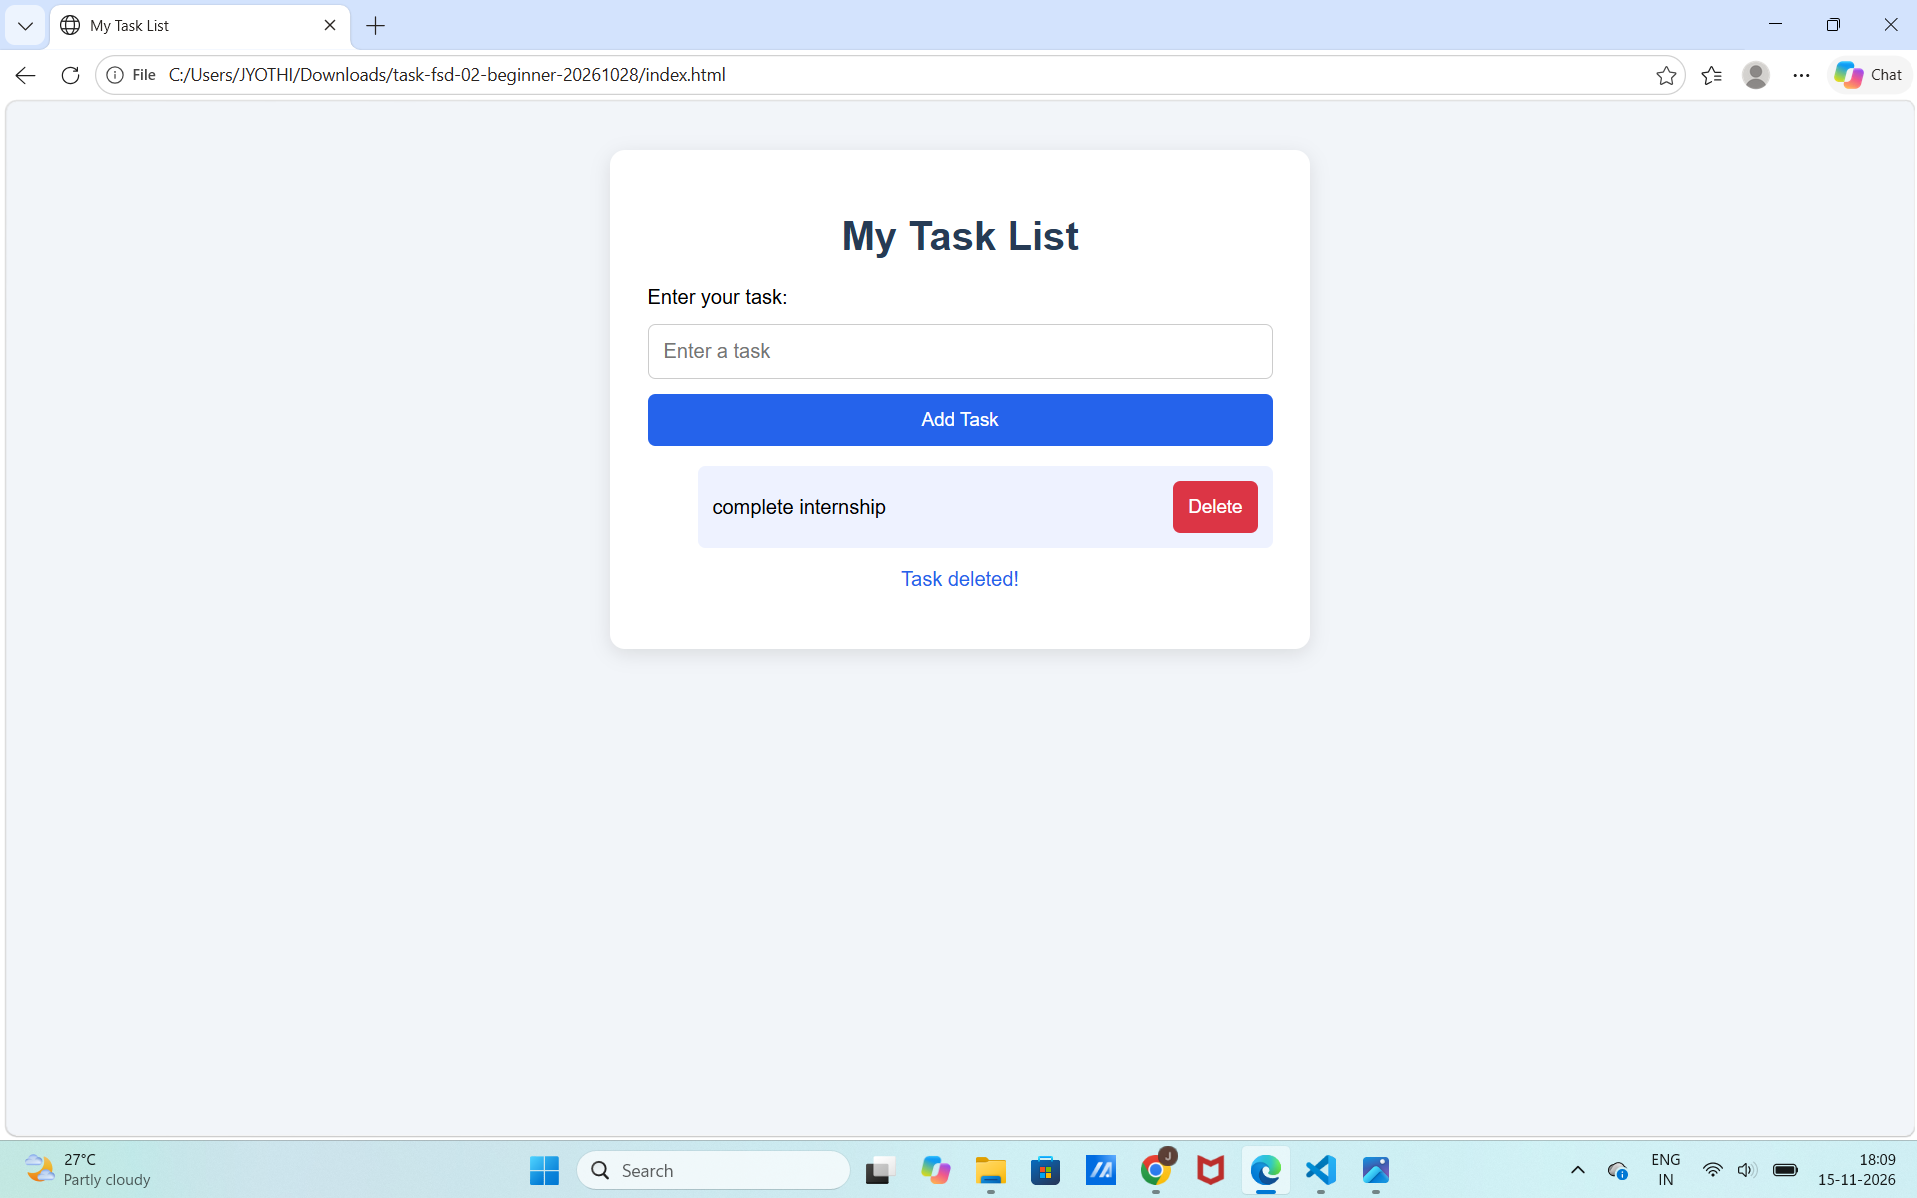 My Task List
File C:/Users/JYOTHI/Downloads/task-fsd-02-beginner-20261028/index.html
Chat
My Task List
Enter your task:
Enter a task
Add Task
complete internship
Delete
Task deleted!
27°C
Partly cloudy
Search
J
ENG
IN
18:09
15-11-2026